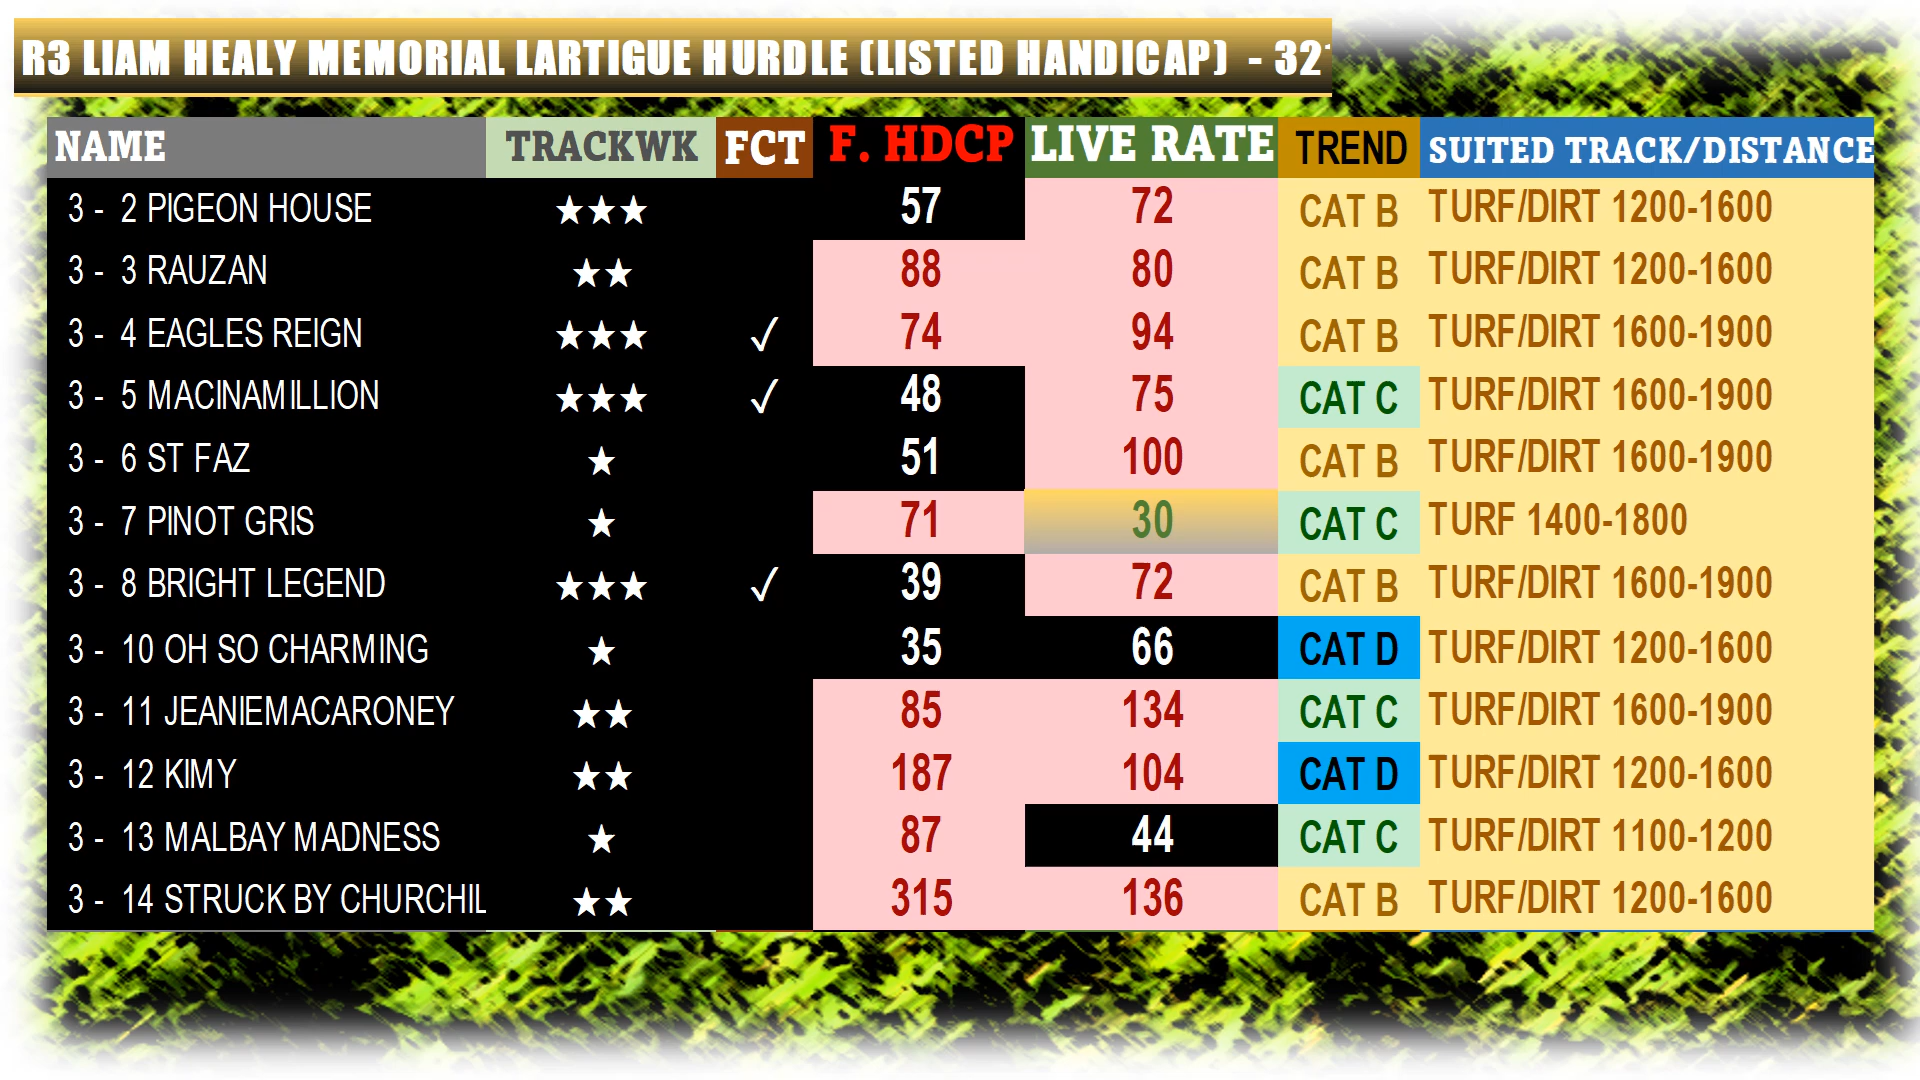 R3 LIAM HEALY MEMORIAL LARTIGUE HURDLE (LISTED HANDICAP) - 32
NAME TRACKWK FCT F. HDCP LIVE RATE TREND SUITED TRACK/DISTANCE
3 - 2 PIGEON HOUSE ★★★ 57 72 CAT B TURF/DIRT 1200-1600
3 - 3 RAUZAN ★★ 88 80 CAT B TURF/DIRT 1200-1600
3 - 4 EAGLES REIGN ★★★ ✓ 74 94 CAT B TURF/DIRT 1600-1900
3 - 5 MACINAMILLION ★★★ ✓ 48 75 CAT C TURF/DIRT 1600-1900
3 - 6 ST FAZ ★ 51 100 CAT B TURF/DIRT 1600-1900
3 - 7 PINOT GRIS ★ 71 30 CAT C TURF 1400-1800
3 - 8 BRIGHT LEGEND ★★★ ✓ 39 72 CAT B TURF/DIRT 1600-1900
3 - 10 OH SO CHARMING ★ 35 66 CAT D TURF/DIRT 1200-1600
3 - 11 JEANIEMACARONEY ★★ 85 134 CAT C TURF/DIRT 1600-1900
3 - 12 KIMY ★★ 187 104 CAT D TURF/DIRT 1200-1600
3 - 13 MALBAY MADNESS ★ 87 44 CAT C TURF/DIRT 1100-1200
3 - 14 STRUCK BY CHURCHIL ★★ 315 136 CAT B TURF/DIRT 1200-1600